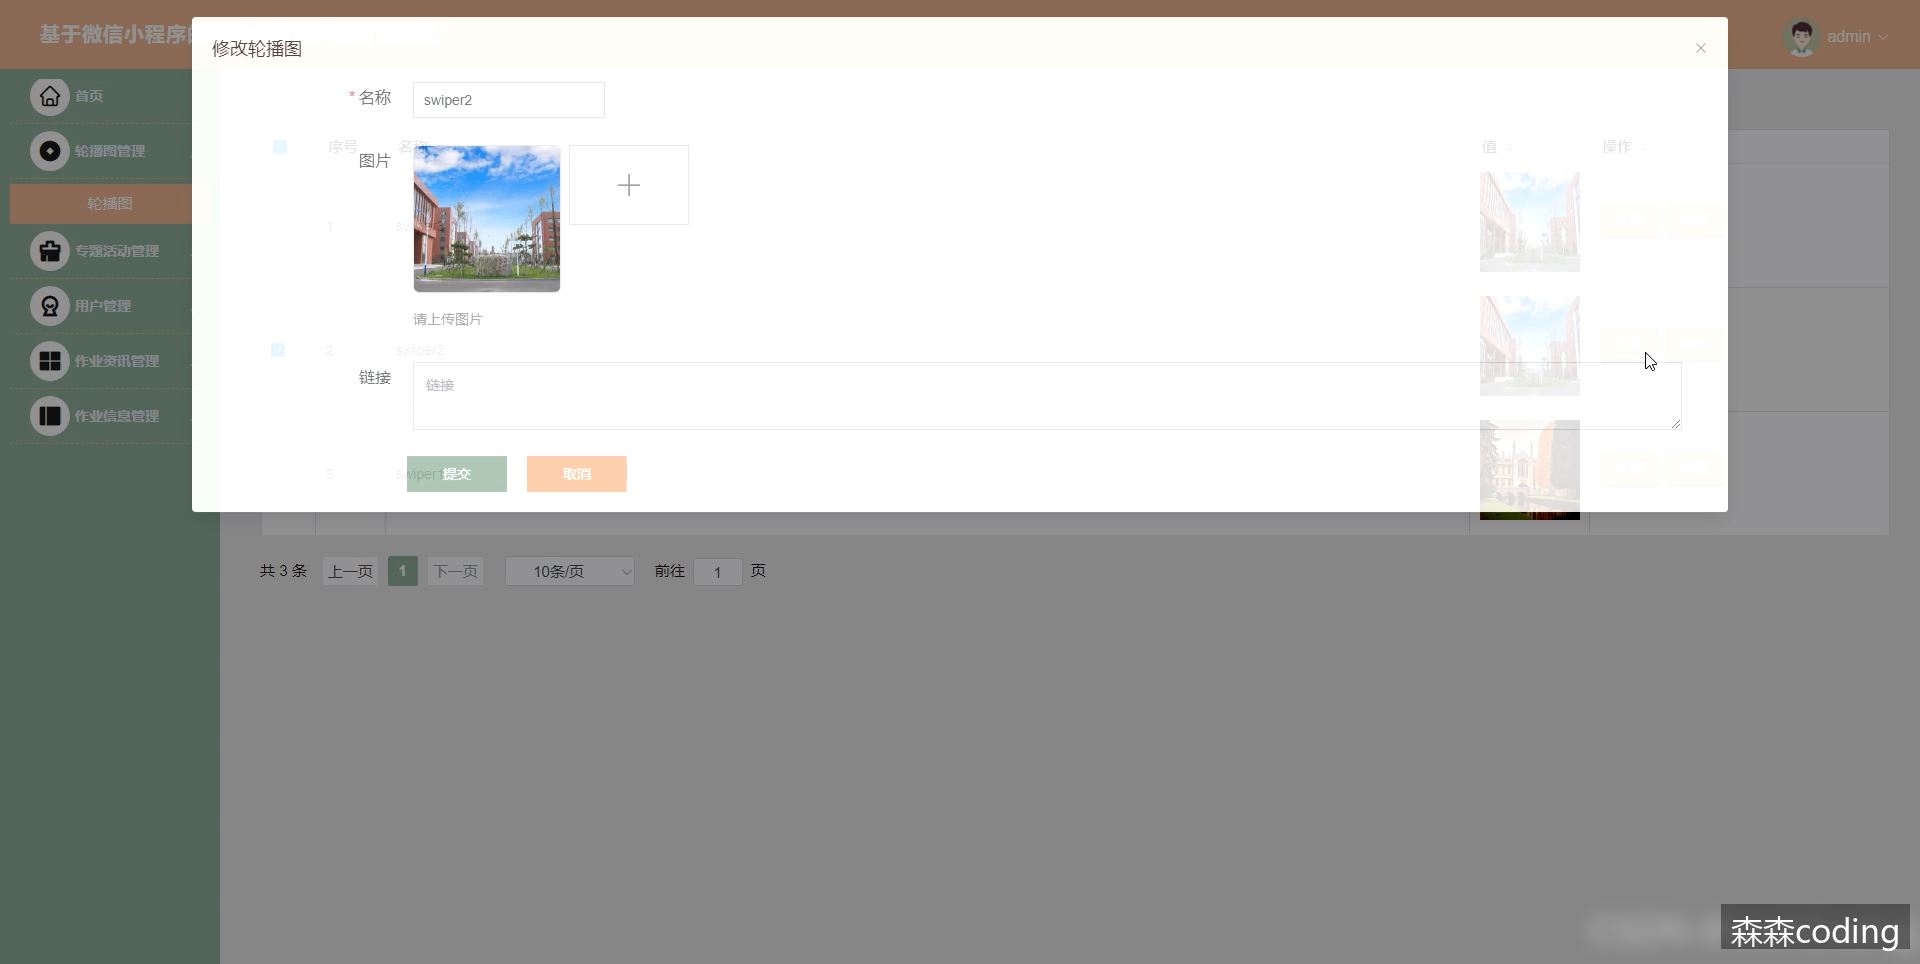 基于微信小程序的
修改轮播图
admin
首页
* 名称 swiper2
轮播图管理
序号 名称 值 操作
图片
轮播图
1
专题活动管理
用户管理
请上传图片
2 swiper2
作业资讯管理
链接 链接
作业信息管理
3 swiper1
提交 取消
共 3 条 上一页 1 下一页 10条/页 前往 1 页
森森coding